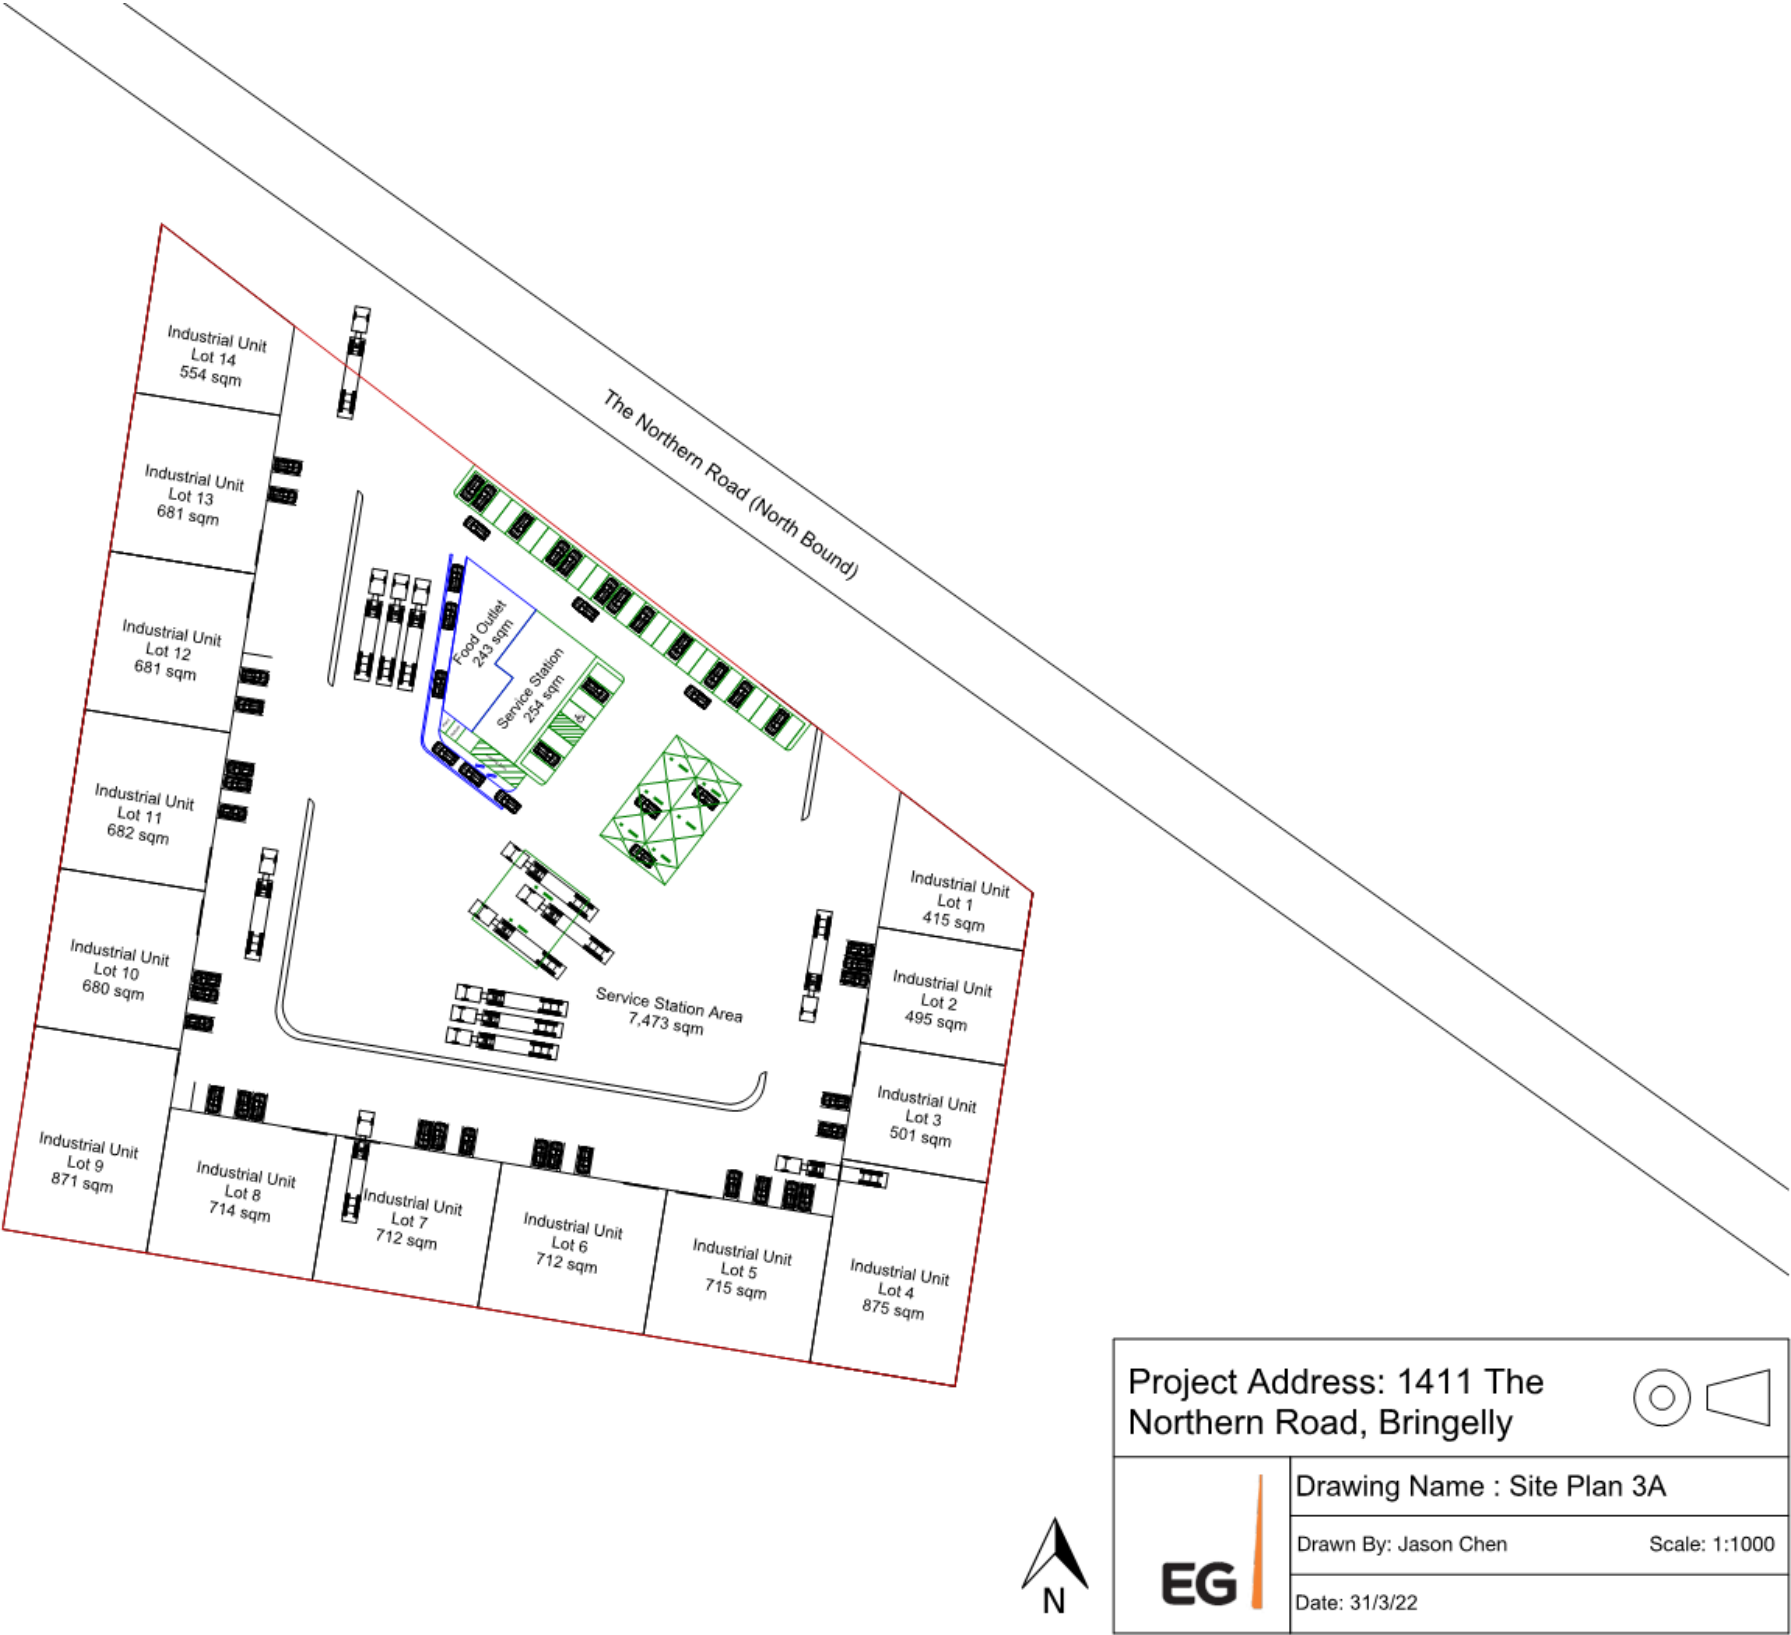 Industrial Unit
Lot 14
554 sqm
Industrial Unit
Lot 13
681 sqm
Industrial Unit
Lot 12
681 sqm
Industrial Unit
Lot 11
682 sqm
Industrial Unit
Lot 10
680 sqm
Industrial Unit
Lot 9
871 sqm
Industrial Unit
Lot 8
714 sqm
Industrial Unit
Lot 7
712 sqm
Industrial Unit
Lot 6
712 sqm
Industrial Unit
Lot 5
715 sqm
Industrial Unit
Lot 4
875 sqm
Industrial Unit
Lot 3
501 sqm
Industrial Unit
Lot 2
495 sqm
Industrial Unit
Lot 1
415 sqm
The Northern Road (North Bound)
Food Outlet
243 sqm
Service Station
254 sqm
Service Station Area
7,473 sqm
N
Project Address: 1411 The
Northern Road, Bringelly
EG
Drawing Name : Site Plan 3A
Drawn By: Jason Chen
Scale: 1:1000
Date: 31/3/22